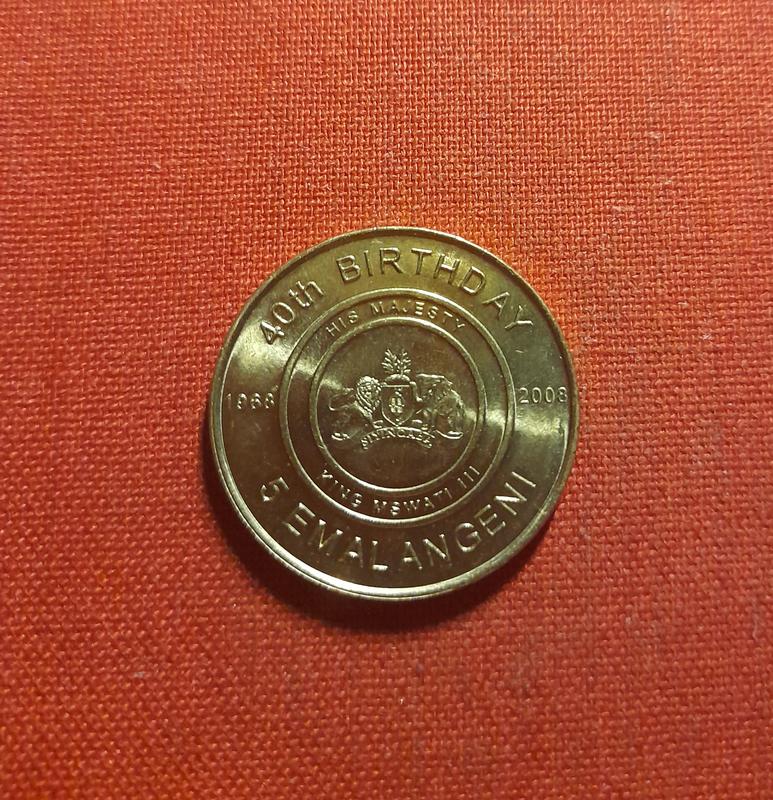 40th BIRTHDAY
HIS MAJESTY
1968 2008
SIYINQABA
KING MSWATI III
5 EMALANGENI